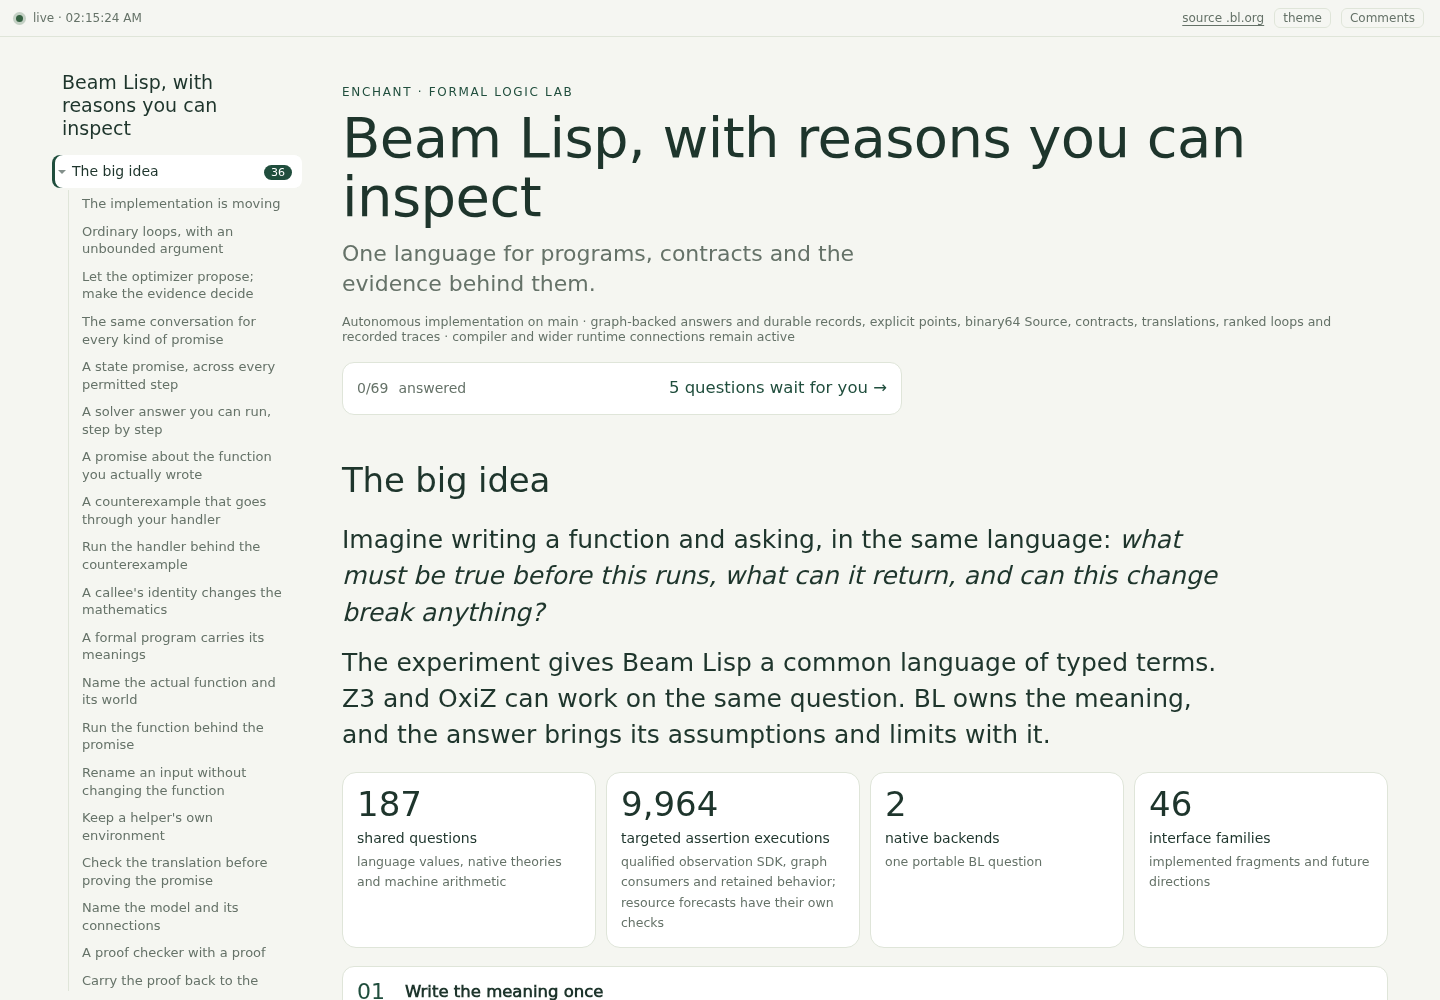 live · 02:15:24 AM
source .bl.org
theme
Comments
Beam Lisp, with
reasons you can
inspect
The big idea
36
The implementation is moving
Ordinary loops, with an
unbounded argument
Let the optimizer propose;
make the evidence decide
The same conversation for
every kind of promise
A state promise, across every
permitted step
A solver answer you can run,
step by step
A promise about the function
you actually wrote
A counterexample that goes
through your handler
Run the handler behind the
counterexample
A callee's identity changes the
mathematics
A formal program carries its
meanings
Name the actual function and
its world
Run the function behind the
promise
Rename an input without
changing the function
Keep a helper's own
environment
Check the translation before
proving the promise
Name the model and its
connections
A proof checker with a proof
Carry the proof back to the
ENCHANT · FORMAL LOGIC LAB
Beam Lisp, with reasons you can
inspect
One language for programs, contracts and the
evidence behind them.
Autonomous implementation on main · graph-backed answers and durable records, explicit points, binary64 Source, contracts, translations, ranked loops and
recorded traces · compiler and wider runtime connections remain active
0/69 answered
5 questions wait for you →
The big idea
Imagine writing a function and asking, in the same language: what
must be true before this runs, what can it return, and can this change
break anything?
The experiment gives Beam Lisp a common language of typed terms.
Z3 and OxiZ can work on the same question. BL owns the meaning,
and the answer brings its assumptions and limits with it.
187
shared questions
language values, native theories
and machine arithmetic
9,964
targeted assertion executions
qualified observation SDK, graph
consumers and retained behavior;
resource forecasts have their own
checks
2
native backends
one portable BL question
46
interface families
implemented fragments and future
directions
01 Write the meaning once